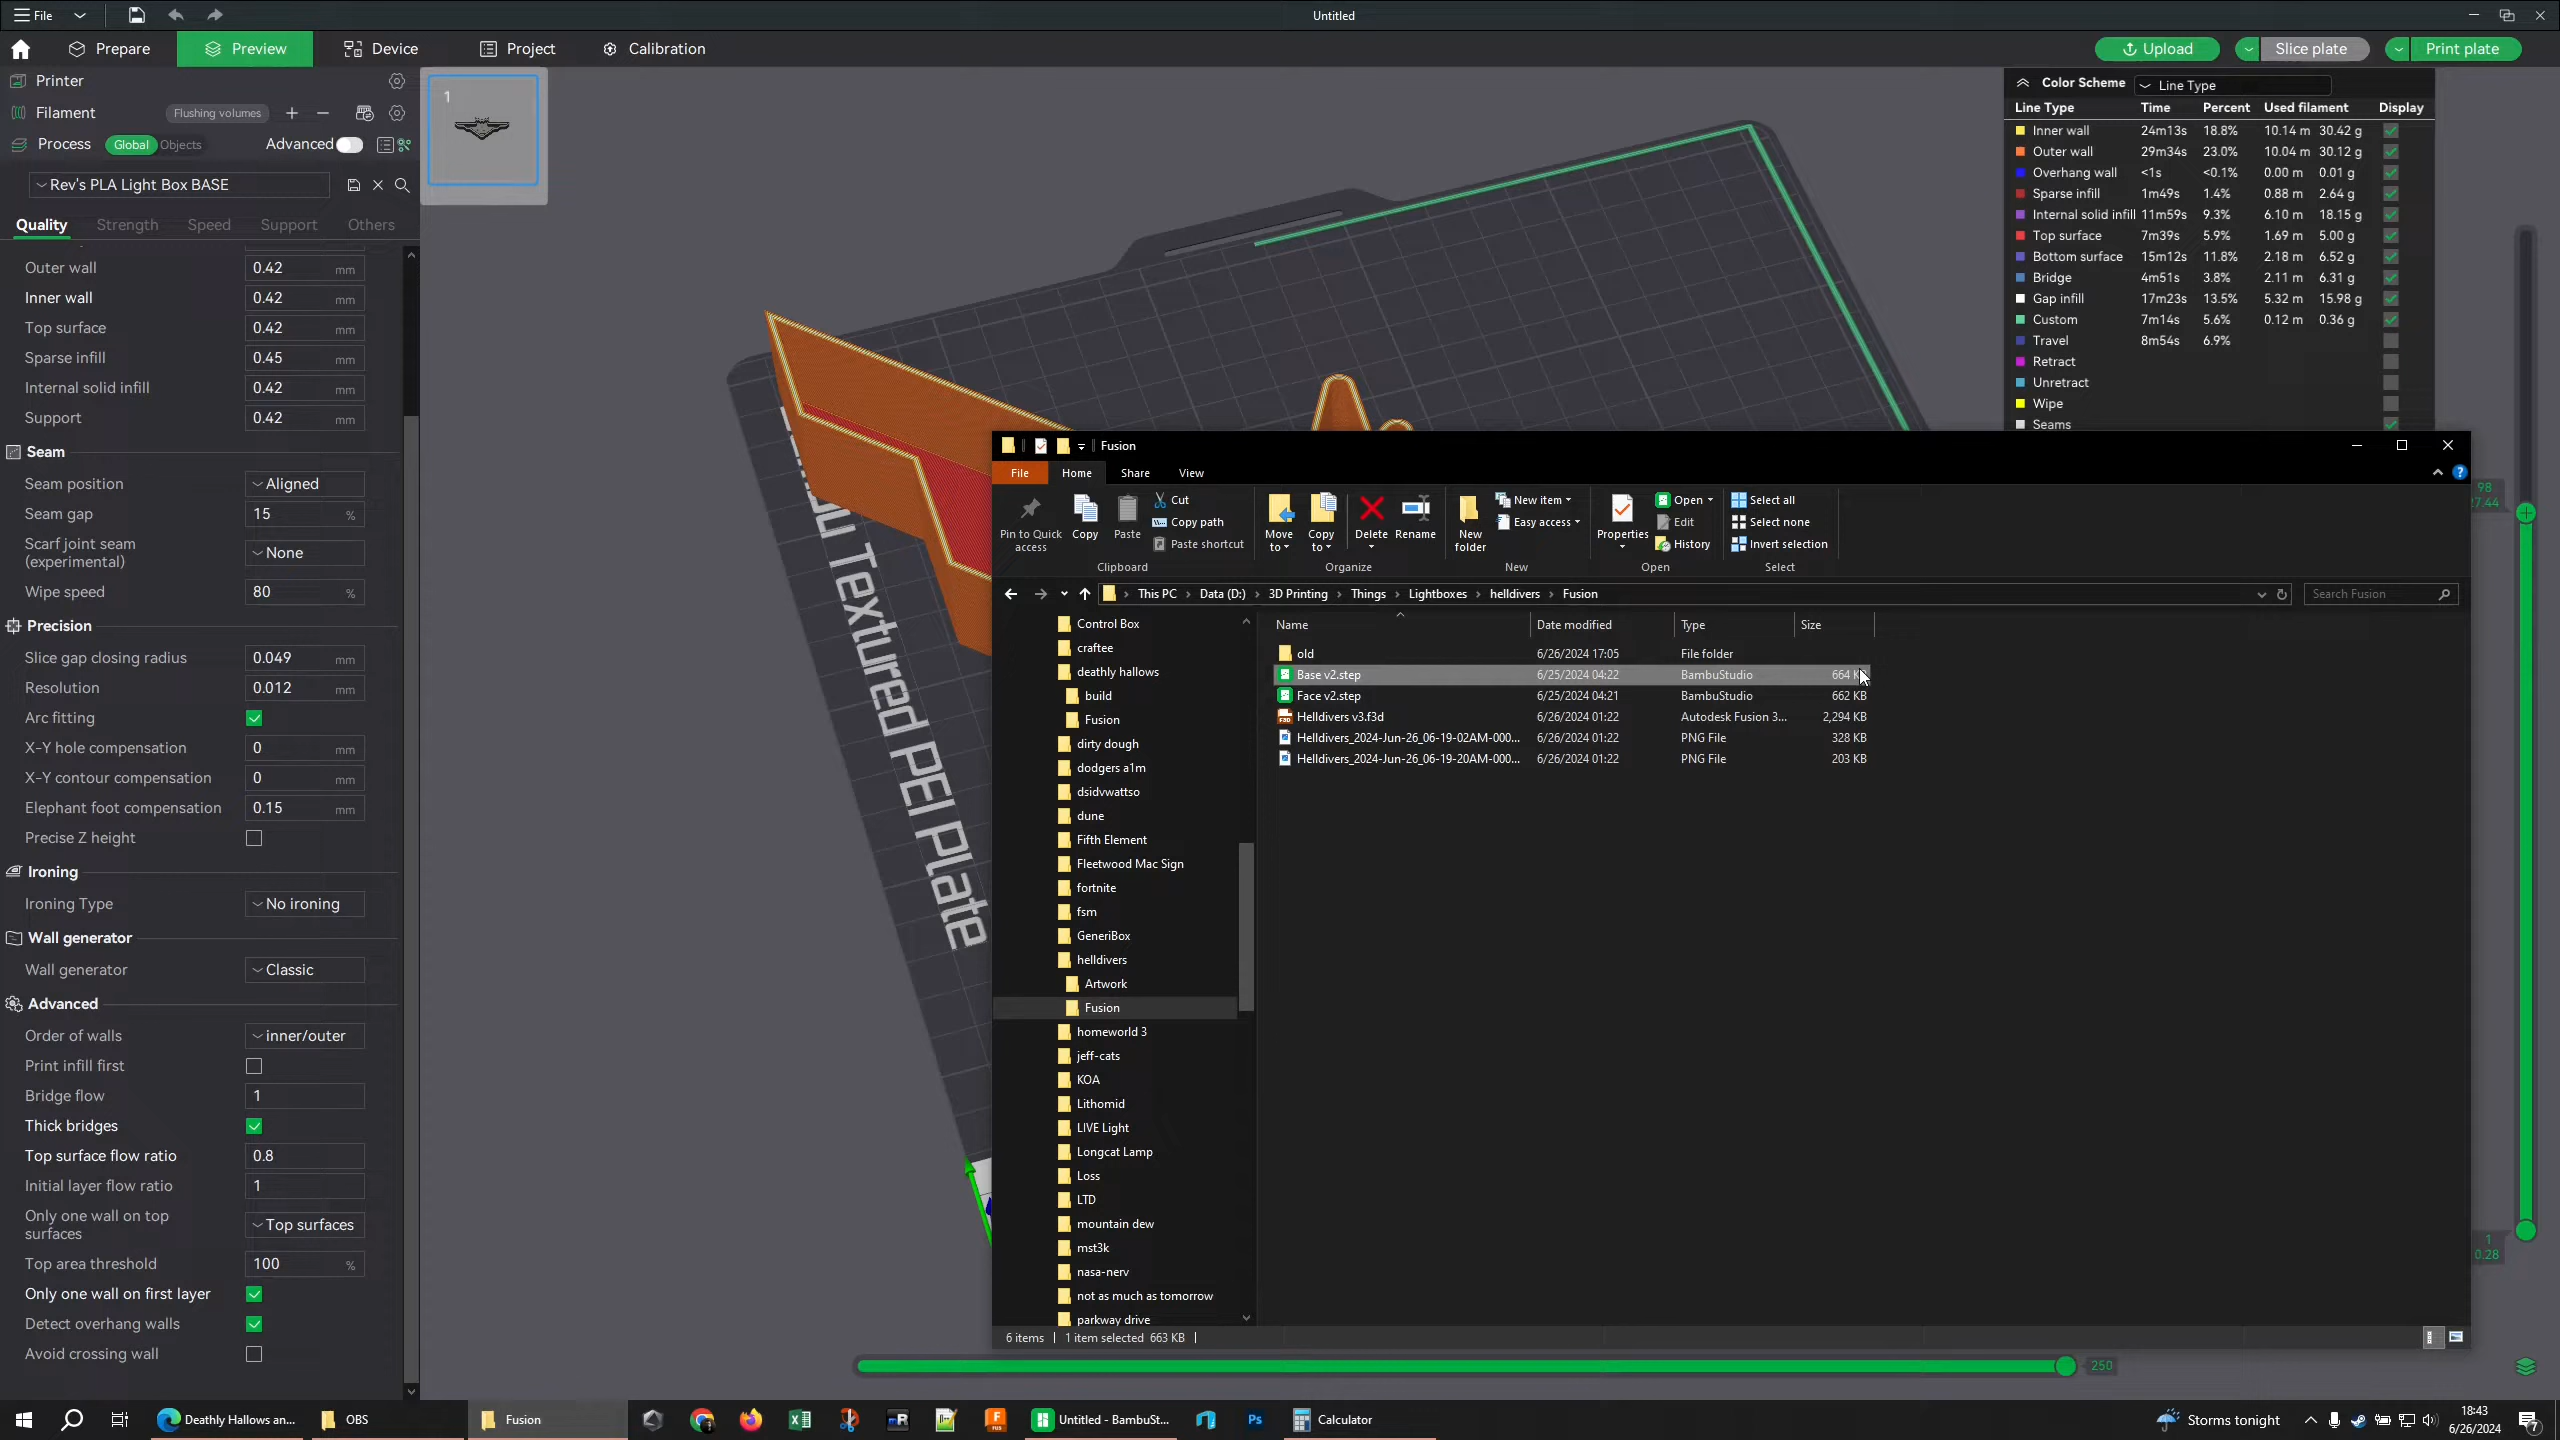 File
Untitled
Prepare
Preview
Device
Project
Calibration
Upload
Slice plate
Print plate
Printer
Filament
Flushing volumes
Process
Global
Objects
Advanced
Rev's PLA Light Box BASE
Quality
Strength
Speed
Support
Others
Outer wall 0.42 mm
Inner wall 0.42 mm
Top surface 0.42 mm
Sparse infill 0.45 mm
Internal solid infill 0.42 mm
Support 0.42 mm
Seam
Seam position Aligned
Seam gap 15 %
Scarf joint seam
(experimental) None
Wipe speed 80 %
Precision
Slice gap closing radius 0.049 mm
Resolution 0.012 mm
Arc fitting
X-Y hole compensation 0 mm
X-Y contour compensation 0 mm
Elephant foot compensation 0.15 mm
Precise Z height
Ironing
Ironing Type No ironing
Wall generator
Wall generator Classic
Advanced
Order of walls inner/outer
Print infill first
Bridge flow 1
Thick bridges
Top surface flow ratio 0.8
Initial layer flow ratio 1
Only one wall on top
surfaces Top surfaces
Top area threshold 100 %
Only one wall on first layer
Detect overhang walls
Avoid crossing wall
1
Color Scheme Line Type
Line Type Time Percent Used filament Display
Inner wall 24m13s 18.8% 10.14 m 30.42 g
Outer wall 29m34s 23.0% 10.04 m 30.12 g
Overhang wall <1s <0.1% 0.00 m 0.01 g
Sparse infill 1m49s 1.4% 0.88 m 2.64 g
Internal solid infill 11m59s 9.3% 6.10 m 18.15 g
Top surface 7m39s 5.9% 1.69 m 5.00 g
Bottom surface 15m12s 11.8% 2.18 m 6.52 g
Bridge 4m51s 3.8% 2.11 m 6.31 g
Gap infill 17m23s 13.5% 5.32 m 15.98 g
Custom 7m14s 5.6% 0.12 m 0.36 g
Travel 8m54s 6.9%
Retract
Unretract
Wipe
Seams
Textured PEI Plate
Fusion
File
Home
Share
View
Pin to Quick
access
Copy
Paste
Cut
Copy path
Paste shortcut
Clipboard
Move
to
Copy
to
Delete
Rename
Organize
New
folder
New item
Easy access
New
Properties
Open
Edit
History
Open
Select all
Select none
Invert selection
Select
This PC > Data (D:) > 3D Printing > Things > Lightboxes > helldivers > Fusion
Search Fusion
Control Box
craftee
deathly hallows
build
Fusion
dirty dough
dodgers a1m
dsidvwattso
dune
Fifth Element
Fleetwood Mac Sign
fortnite
fsm
GeneriBox
helldivers
Artwork
Fusion
homeworld 3
jeff-cats
KOA
Lithomid
LIVE Light
Longcat Lamp
Loss
LTD
mountain dew
mst3k
nasa-nerv
not as much as tomorrow
parkway drive
Name Date modified Type Size
old 6/26/2024 17:05 File folder
Base v2.step 6/25/2024 04:22 BambuStudio 664
Face v2.step 6/25/2024 04:21 BambuStudio 662 KB
Helldivers v3.f3d 6/26/2024 01:22 Autodesk Fusion 3... 2,294 KB
Helldivers_2024-Jun-26_06-19-02AM-000... 6/26/2024 01:22 PNG File 328 KB
Helldivers_2024-Jun-26_06-19-20AM-000... 6/26/2024 01:22 PNG File 203 KB
6 items 1 item selected 663 KB
98
1
0.28
250
Deathly Hallows an...
OBS
Fusion
Untitled - BambuSt...
Calculator
Storms tonight
18:43
6/26/2024
7